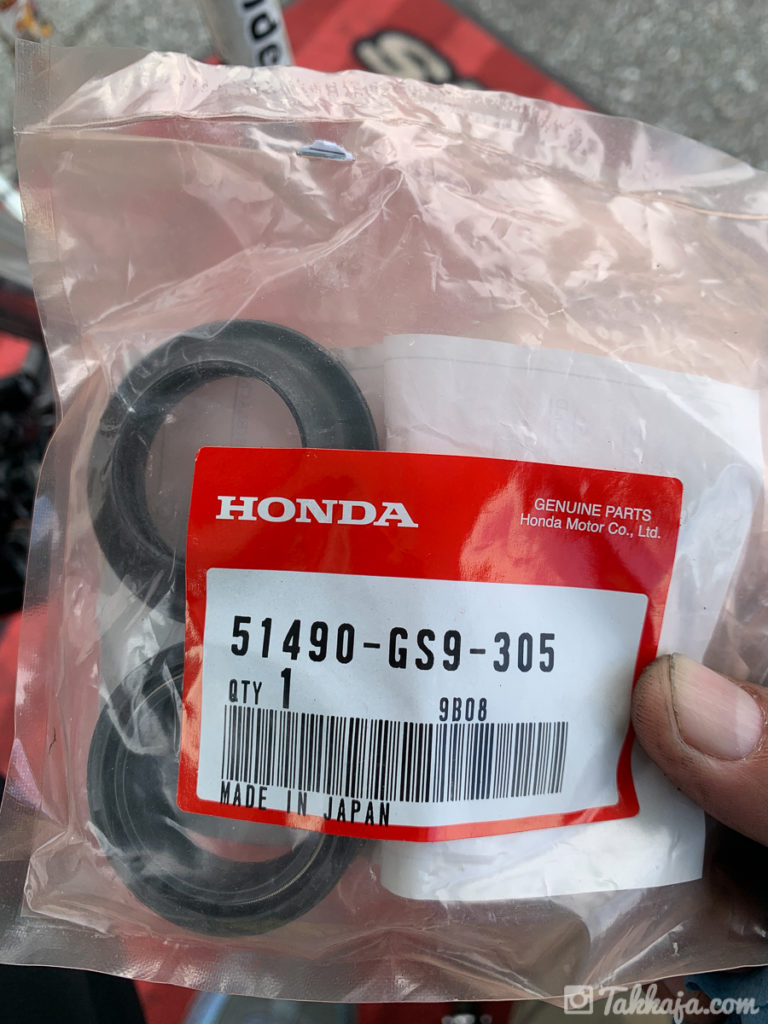 HONDA
GENUINE PARTS
Honda Motor Co., Ltd.
51490-GS9-305
QTY 1
9B08
MADE IN JAPAN
Takkaja.com